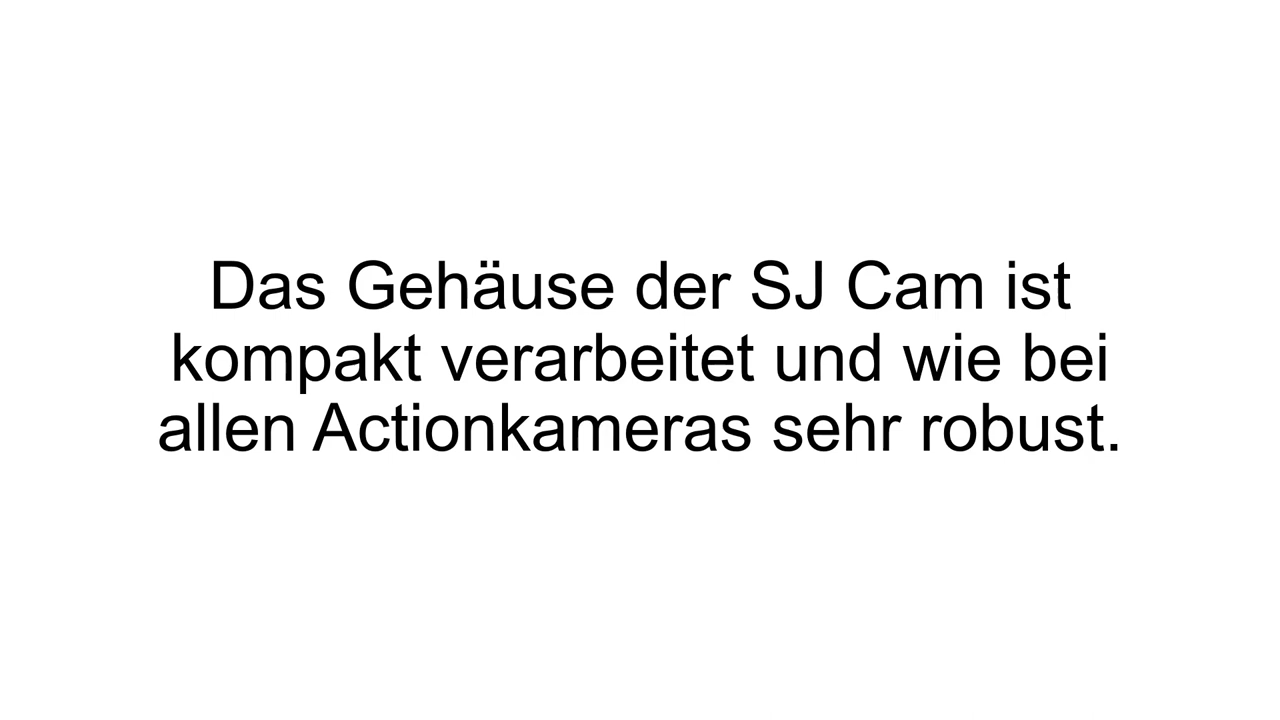 Das Gehäuse der SJ Cam ist
kompakt verarbeitet und wie bei
allen Actionkameras sehr robust.